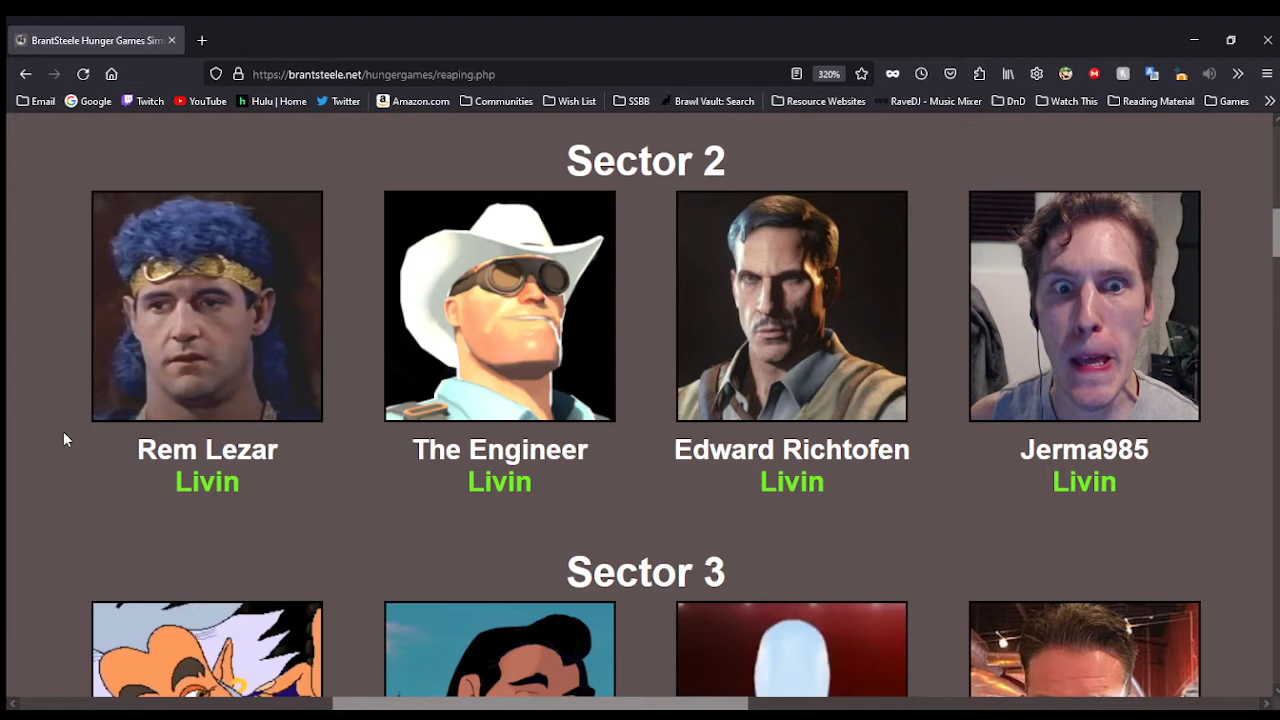 BrantSteele Hunger Games Sim
https://brantsteele.net/hungergames/reaping.php
320%
Email Google Twitch YouTube Hulu | Home Twitter Amazon.com Communities Wish List SSBB Brawl Vault: Search Resource Websites RaveDJ - Music Mixer DnD Watch This Reading Material Games
Sector 2
Rem Lezar The Engineer Edward Richtofen Jerma985
Livin Livin Livin Livin
Sector 3